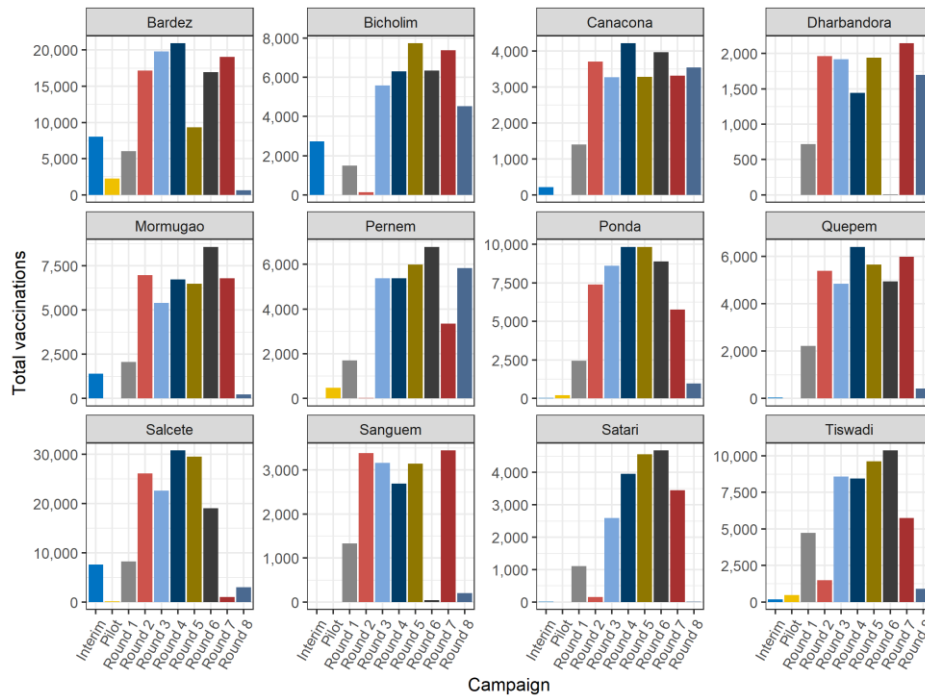 Bardez
Bicholim
Canacona
Dharbandora
20,000
15,000
10,000
5,000
0
8,000
6,000
4,000
2,000
0
4,000
3,000
2,000
1,000
0
2,000
1,500
1,000
500
0
Mormugao
Pernem
Ponda
Quepem
7,500
5,000
2,500
0
6,000
4,000
2,000
0
10,000
7,500
5,000
2,500
0
6,000
4,000
2,000
0
Total vaccinations
Salcete
Sanguem
Satari
Tiswadi
30,000
20,000
10,000
0
3,000
2,000
1,000
0
4,000
3,000
2,000
1,000
0
10,000
7,500
5,000
2,500
0
Interim
Pilot
Round 1
Round 2
Round 3
Round 4
Round 5
Round 6
Round 7
Round 8
Interim
Pilot
Round 1
Round 2
Round 3
Round 4
Round 5
Round 6
Round 7
Round 8
Interim
Pilot
Round 1
Round 2
Round 3
Round 4
Round 5
Round 6
Round 7
Round 8
Interim
Pilot
Round 1
Round 2
Round 3
Round 4
Round 5
Round 6
Round 7
Round 8
Campaign